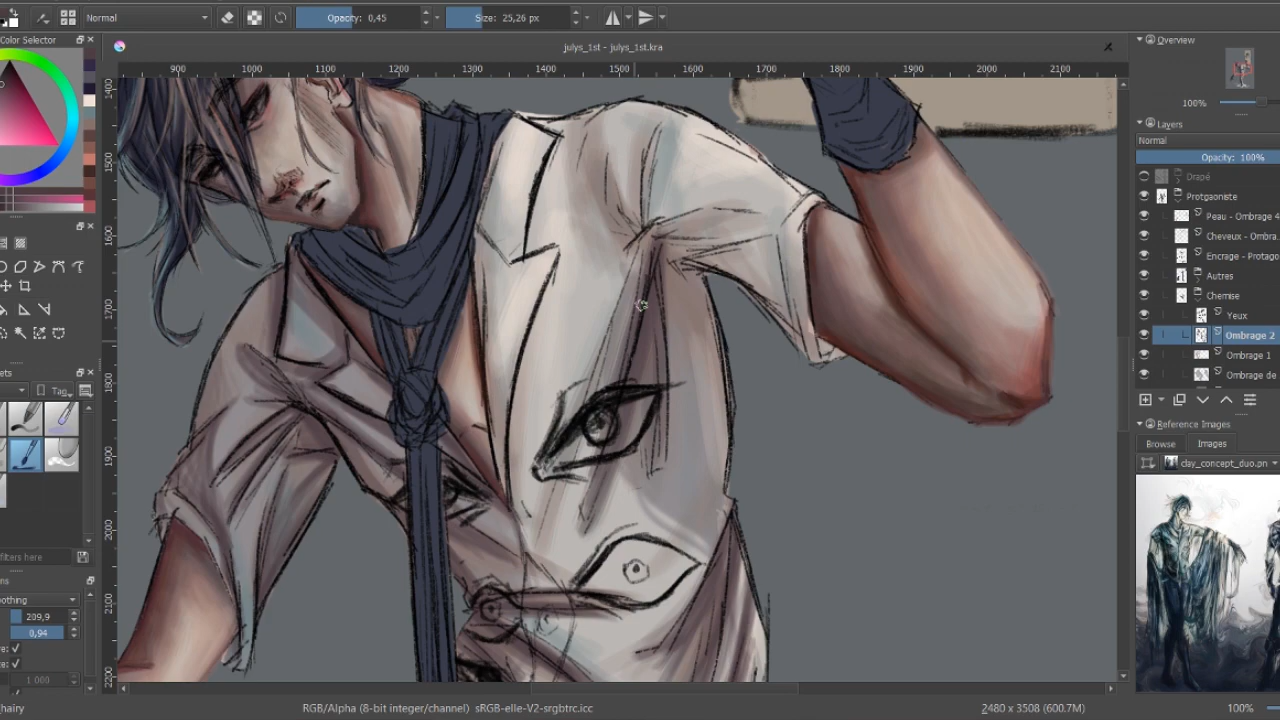 Normal
Opacity: 0,45
Size: 25,26 px
Color Selector
julys_1st - julys_1st.kra
Overview
900 1000 1100 1200 1300 1400 1500 1600 1700 1800 1900 2000 2100
1400
1500
1600
1700
1800
1900
2000
2100
2200
100%
Layers
Normal
Opacity: 100%
Drapé
Protgaoniste
Peau - Ombrage 4
Cheveux - Ombra.
Encrage - Protago
Autres
Chemise
Yeux
Ombrage 2
Ombrage 1
Ombrage de
Reference Images
Browse Images
clay_concept_duo.pn
ets
Tag
filters here
ns
oothing
209,9
0,94
1 000
hairy
RGB/Alpha (8-bit integer/channel) sRGB-elle-V2-srgbtrc.icc
2480 x 3508 (600.7M)
100%